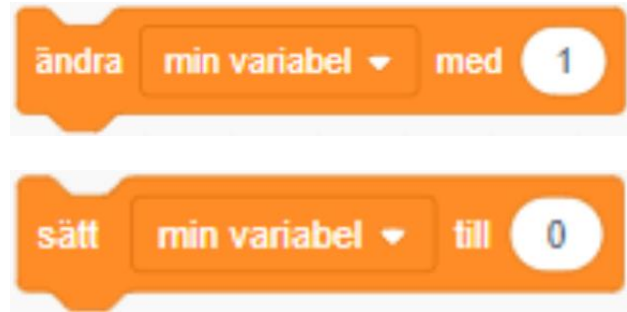 ändra min variabel med 1
sätt min variabel till 0